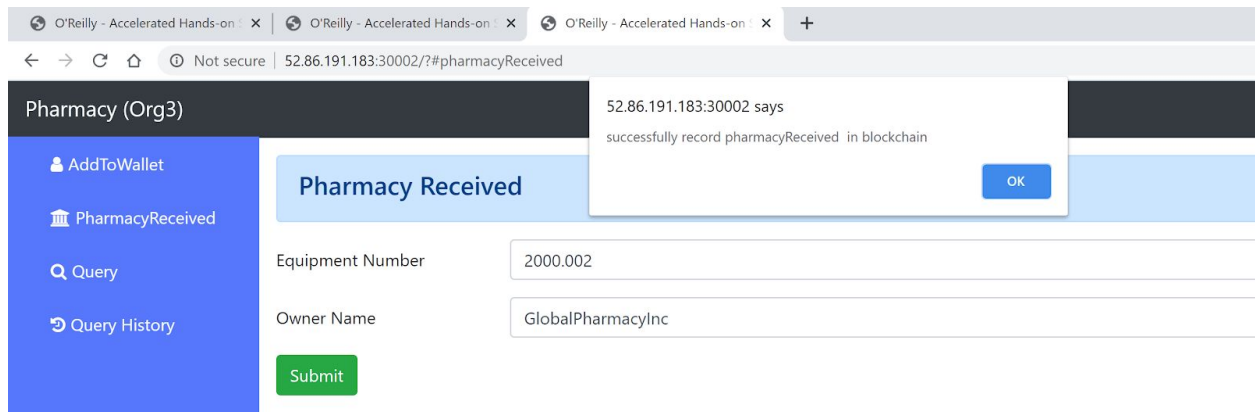 O'Reilly - Accelerated Hands-on S
O'Reilly - Accelerated Hands-on S
O'Reilly - Accelerated Hands-on S
Not secure | 52.86.191.183:30002/?#pharmacyReceived
Pharmacy (Org3)
52.86.191.183:30002 says
successfully record pharmacyReceived in blockchain
OK
AddToWallet
PharmacyReceived
Query
Query History
Pharmacy Received
Equipment Number
2000.002
Owner Name
GlobalPharmacyInc
Submit